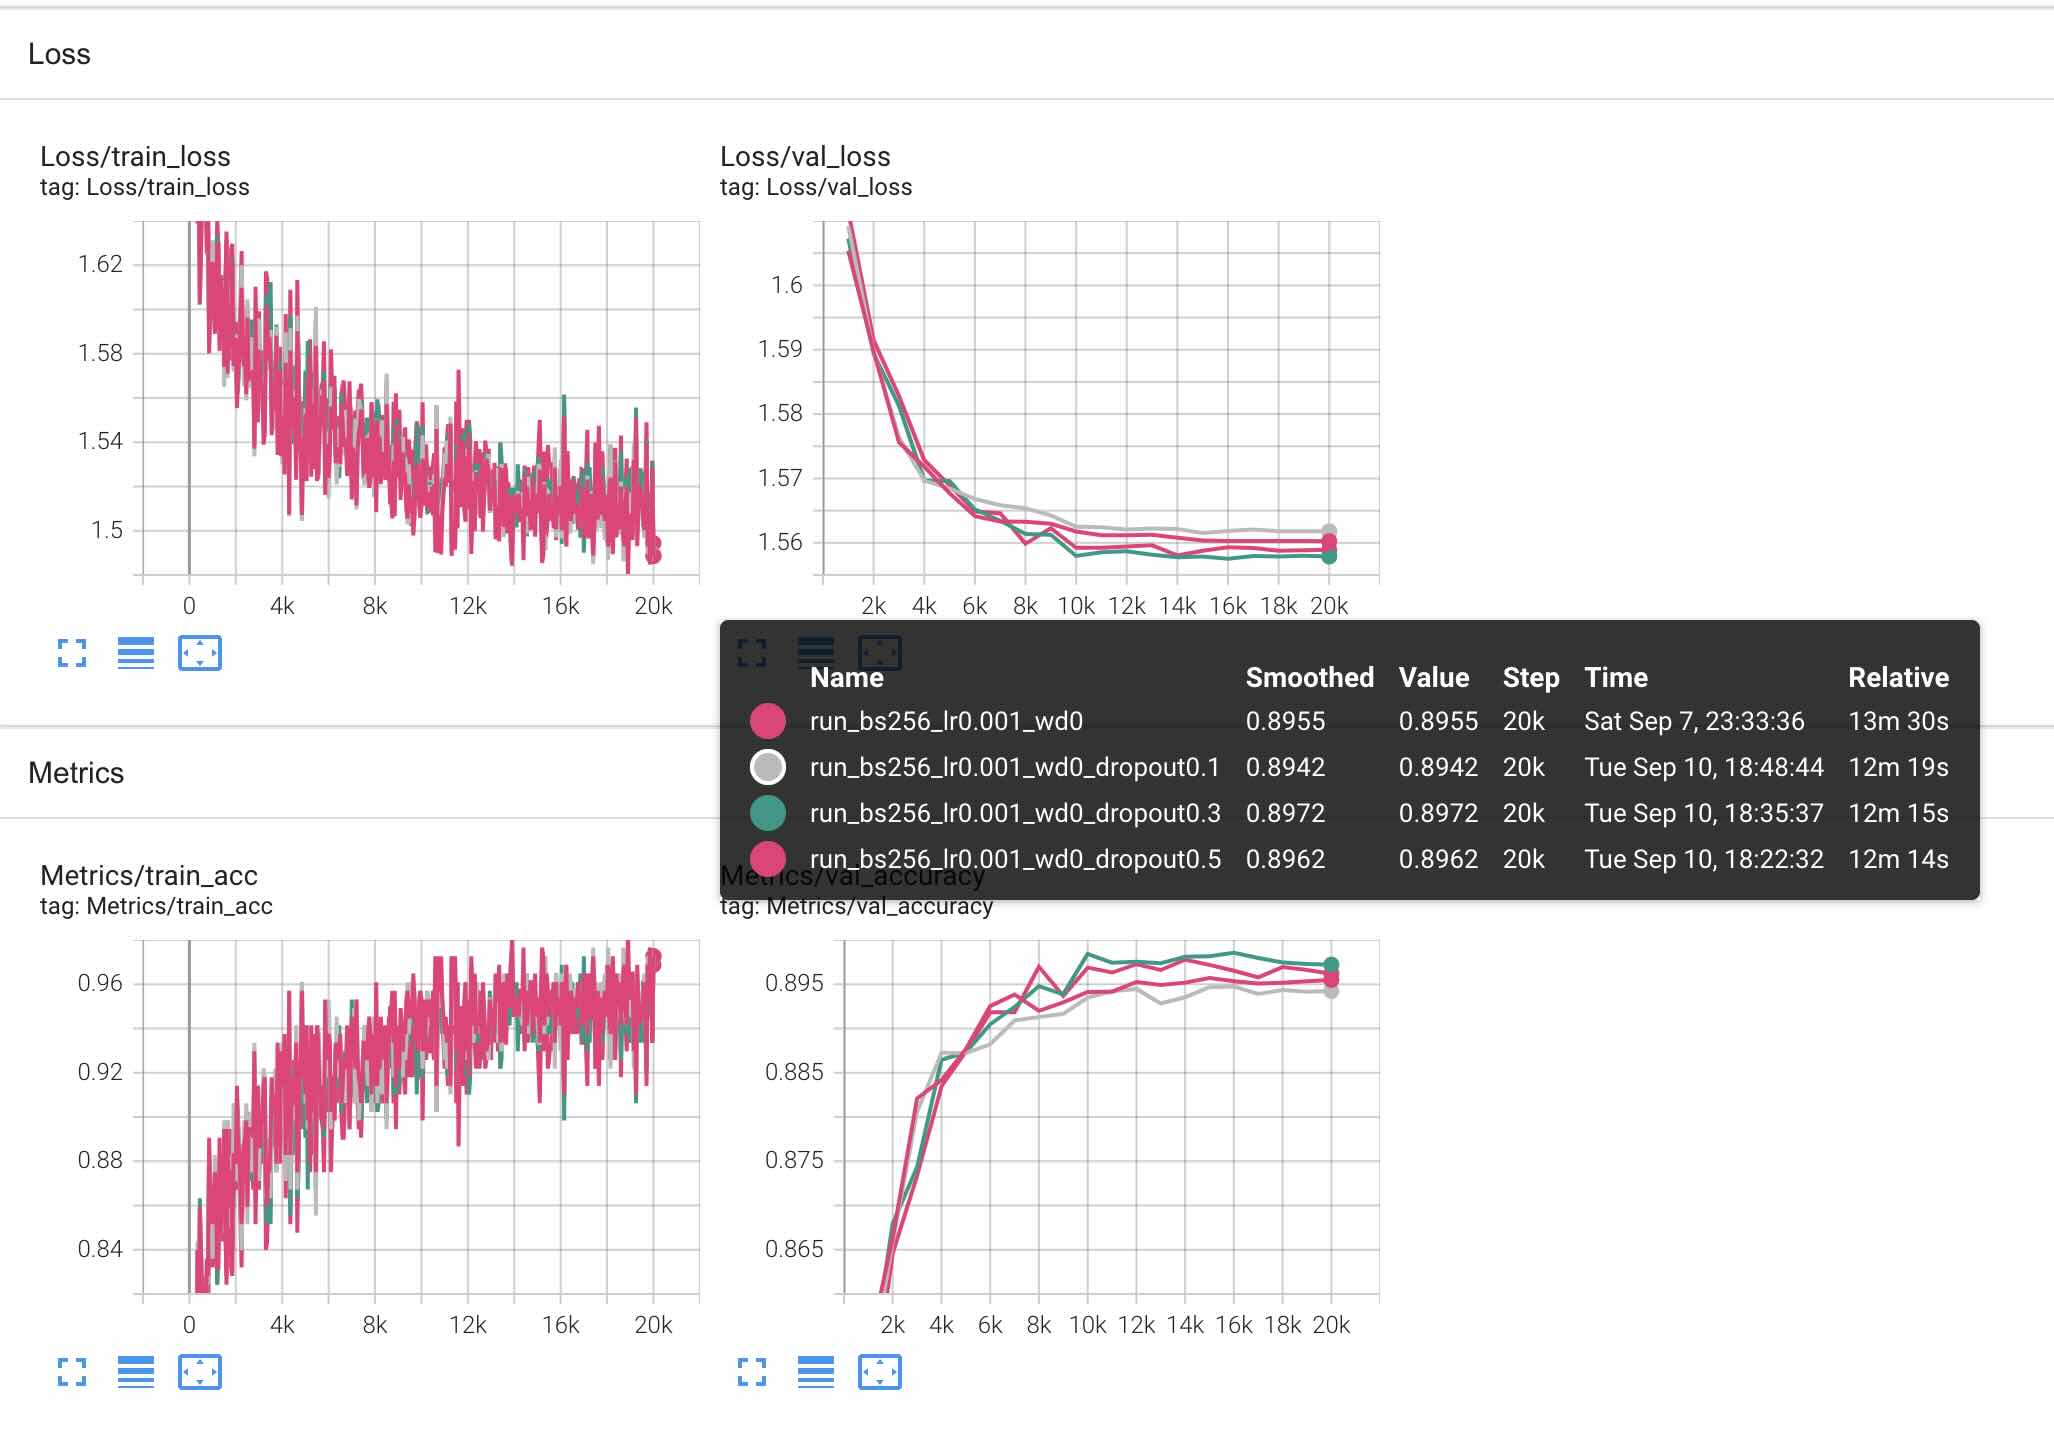 Loss
Loss/train_loss
tag: Loss/train_loss
1.62
1.58
1.54
1.5
0 4k 8k 12k 16k 20k
Loss/val_loss
tag: Loss/val_loss
1.6
1.59
1.58
1.57
1.56
2k 4k 6k 8k 10k 12k 14k 16k 18k 20k
Name Smoothed Value Step Time Relative
run_bs256_lr0.001_wd0 0.8955 0.8955 20k Sat Sep 7, 23:33:36 13m 30s
run_bs256_lr0.001_wd0_dropout0.1 0.8942 0.8942 20k Tue Sep 10, 18:48:44 12m 19s
run_bs256_lr0.001_wd0_dropout0.3 0.8972 0.8972 20k Tue Sep 10, 18:35:37 12m 15s
run_bs256_lr0.001_wd0_dropout0.5 0.8962 0.8962 20k Tue Sep 10, 18:22:32 12m 14s
Metrics
Metrics/train_acc
tag: Metrics/train_acc
0.96
0.92
0.88
0.84
0 4k 8k 12k 16k 20k
Metrics/val_accuracy
tag: Metrics/val_accuracy
0.895
0.885
0.875
0.865
2k 4k 6k 8k 10k 12k 14k 16k 18k 20k